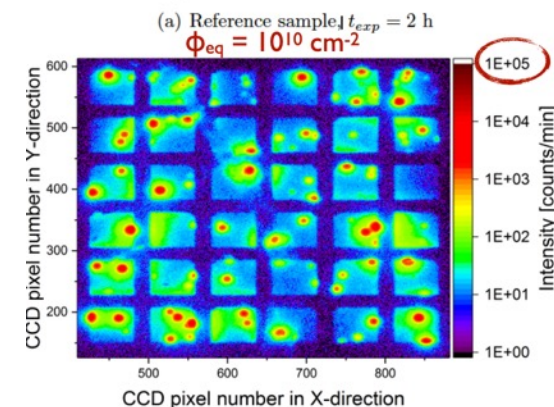 (a) Reference sample, t_exp = 2 h
Φeq = 10¹⁰ cm⁻²
600
500
400
300
200
500
600
700
800
CCD pixel number in Y-direction
CCD pixel number in X-direction
1E+05
1E+04
1E+03
1E+02
1E+01
1E+00
Intensity [counts/min]